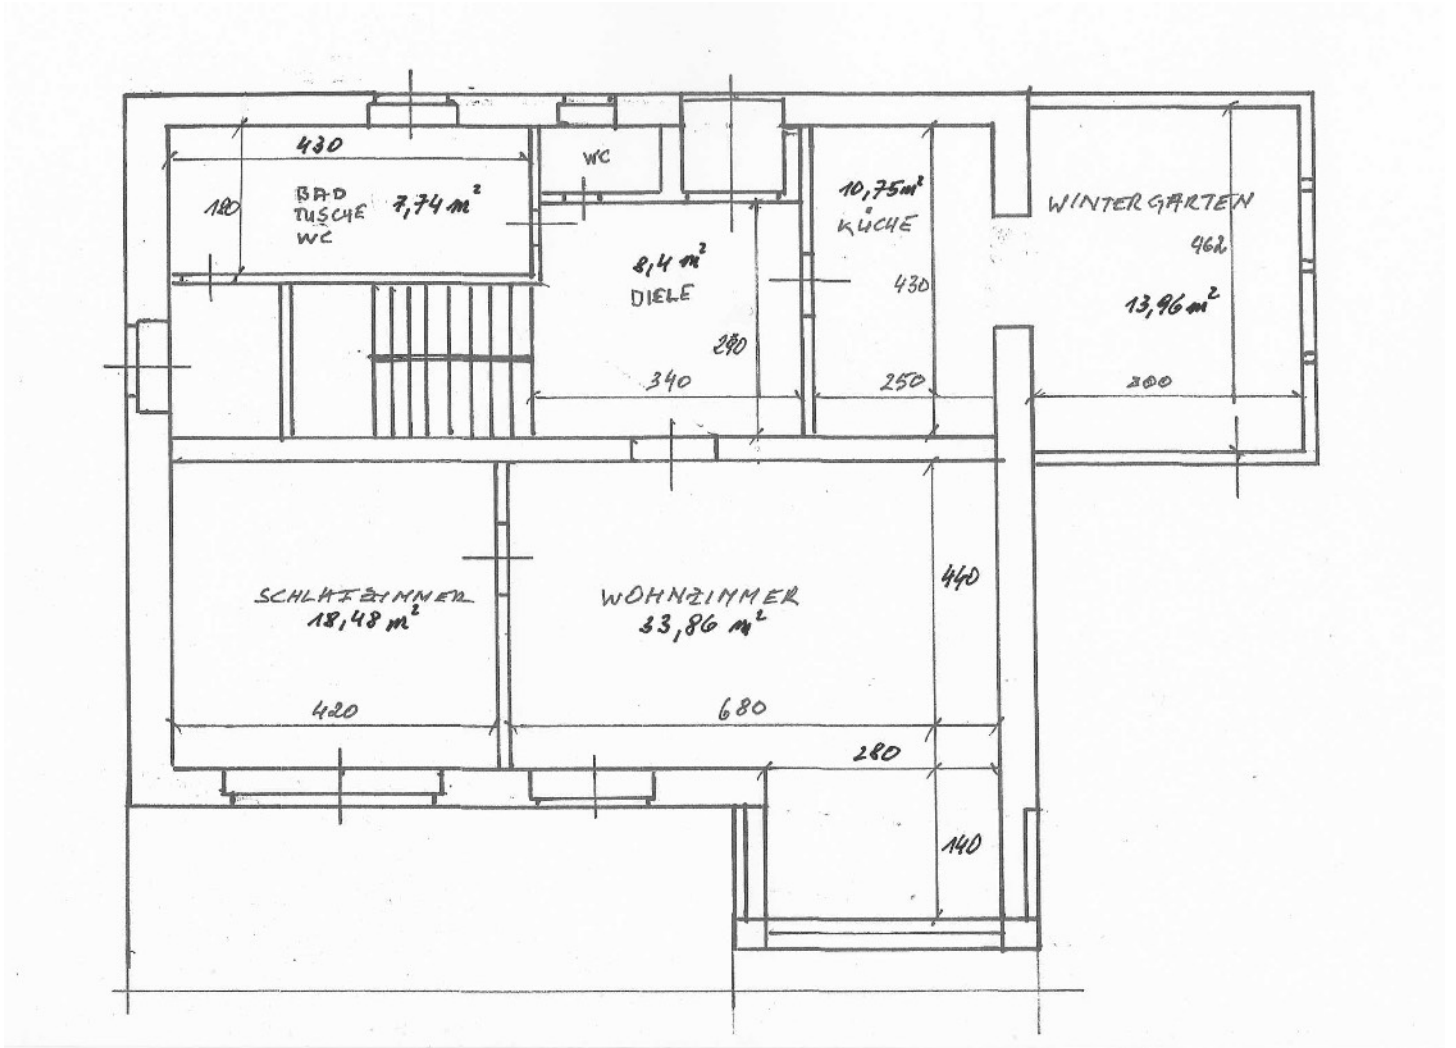 430
180
BAD
TUSCHE
WC
7,74 m²
WC
8,4 m²
DIELE
340
10,75 m²
KÜCHE
430
250
WINTERGARTEN
462
13,96 m²
300
SCHLAFZIMMER
18,48 m²
420
WOHNZIMMER
33,86 m²
680
440
280
140